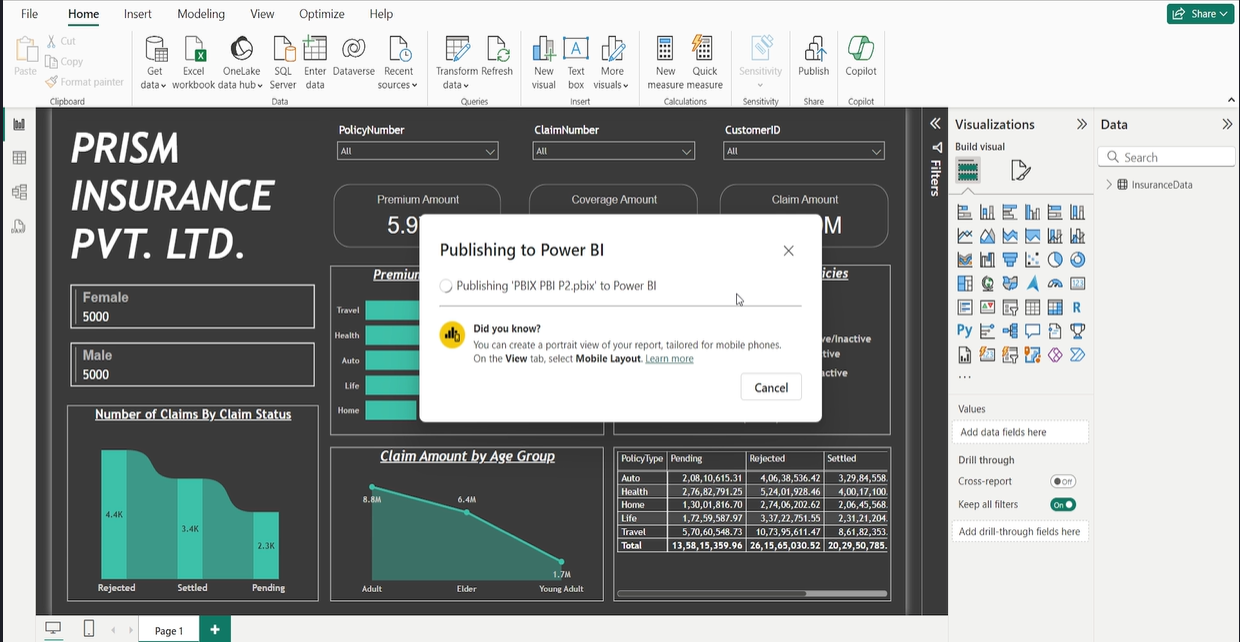 File Home Insert Modeling View Optimize Help
Share
Paste
Cut
Copy
Format painter
Clipboard
Get data
Excel workbook
OneLake data hub
SQL Server
Enter data
Dataverse
Recent sources
Data
Transform data
Refresh
Queries
New visual
Text box
More visuals
Insert
New measure
Quick measure
Calculations
Sensitivity
Sensitivity
Publish
Share
Copilot
Copilot
PRISM
INSURANCE
PVT. LTD.
PolicyNumber
All
ClaimNumber
All
CustomerID
All
Premium Amount
5.9
Coverage Amount
Claim Amount
M
Female
5000
Male
5000
Travel
Health
Auto
Life
Home
Publishing to Power BI
Publishing 'PBIX PBI P2.pbix' to Power BI
Did you know?
You can create a portrait view of your report, tailored for mobile phones.
On the View tab, select Mobile Layout. Learn more
Cancel
Number of Claims By Claim Status
4.4K
3.4K
2.3K
Rejected Settled Pending
Claim Amount by Age Group
8.8M
6.4M
1.7M
Adult Elder Young Adult
PolicyType Pending Rejected Settled
Auto 2,08,10,615.31 4,06,38,536.42 3,29,84,558.
Health 2,76,82,791.25 5,24,01,928.46 4,00,17,100.
Home 1,30,01,816.70 2,74,06,202.62 2,06,45,568.
Life 1,72,59,587.97 3,37,22,751.55 2,31,21,204.
Travel 5,70,60,548.73 10,73,95,611.47 8,61,82,353.
Total 13,58,15,359.96 26,15,65,030.52 20,29,50,785.
Page 1
Filters
Visualizations
Build visual
R
Py
123
...
Values
Add data fields here
Drill through
Cross-report
Off
Keep all filters
On
Add drill-through fields here
Data
Search
InsuranceData